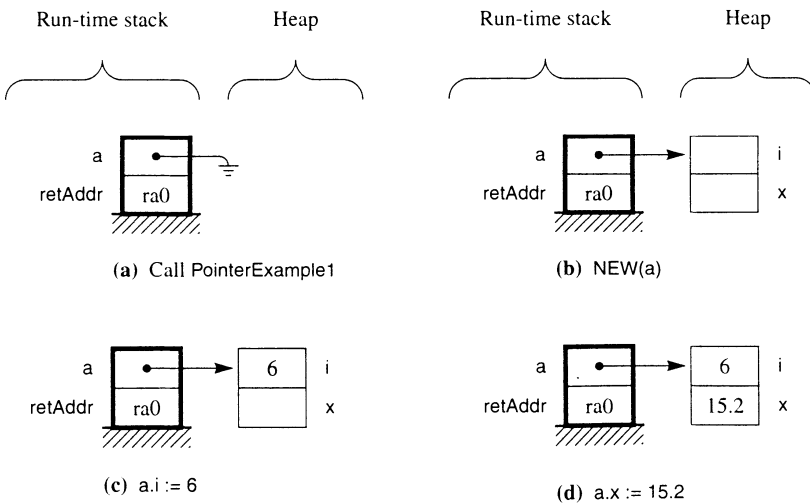 Run-time stack
Heap
Run-time stack
Heap
a
retAddr
ra0
(a) Call PointerExample1
a
retAddr
ra0
i
x
(b) NEW(a)
a
retAddr
ra0
6
i
x
(c) a.i := 6
a
retAddr
ra0
6
i
15.2
x
(d) a.x := 15.2